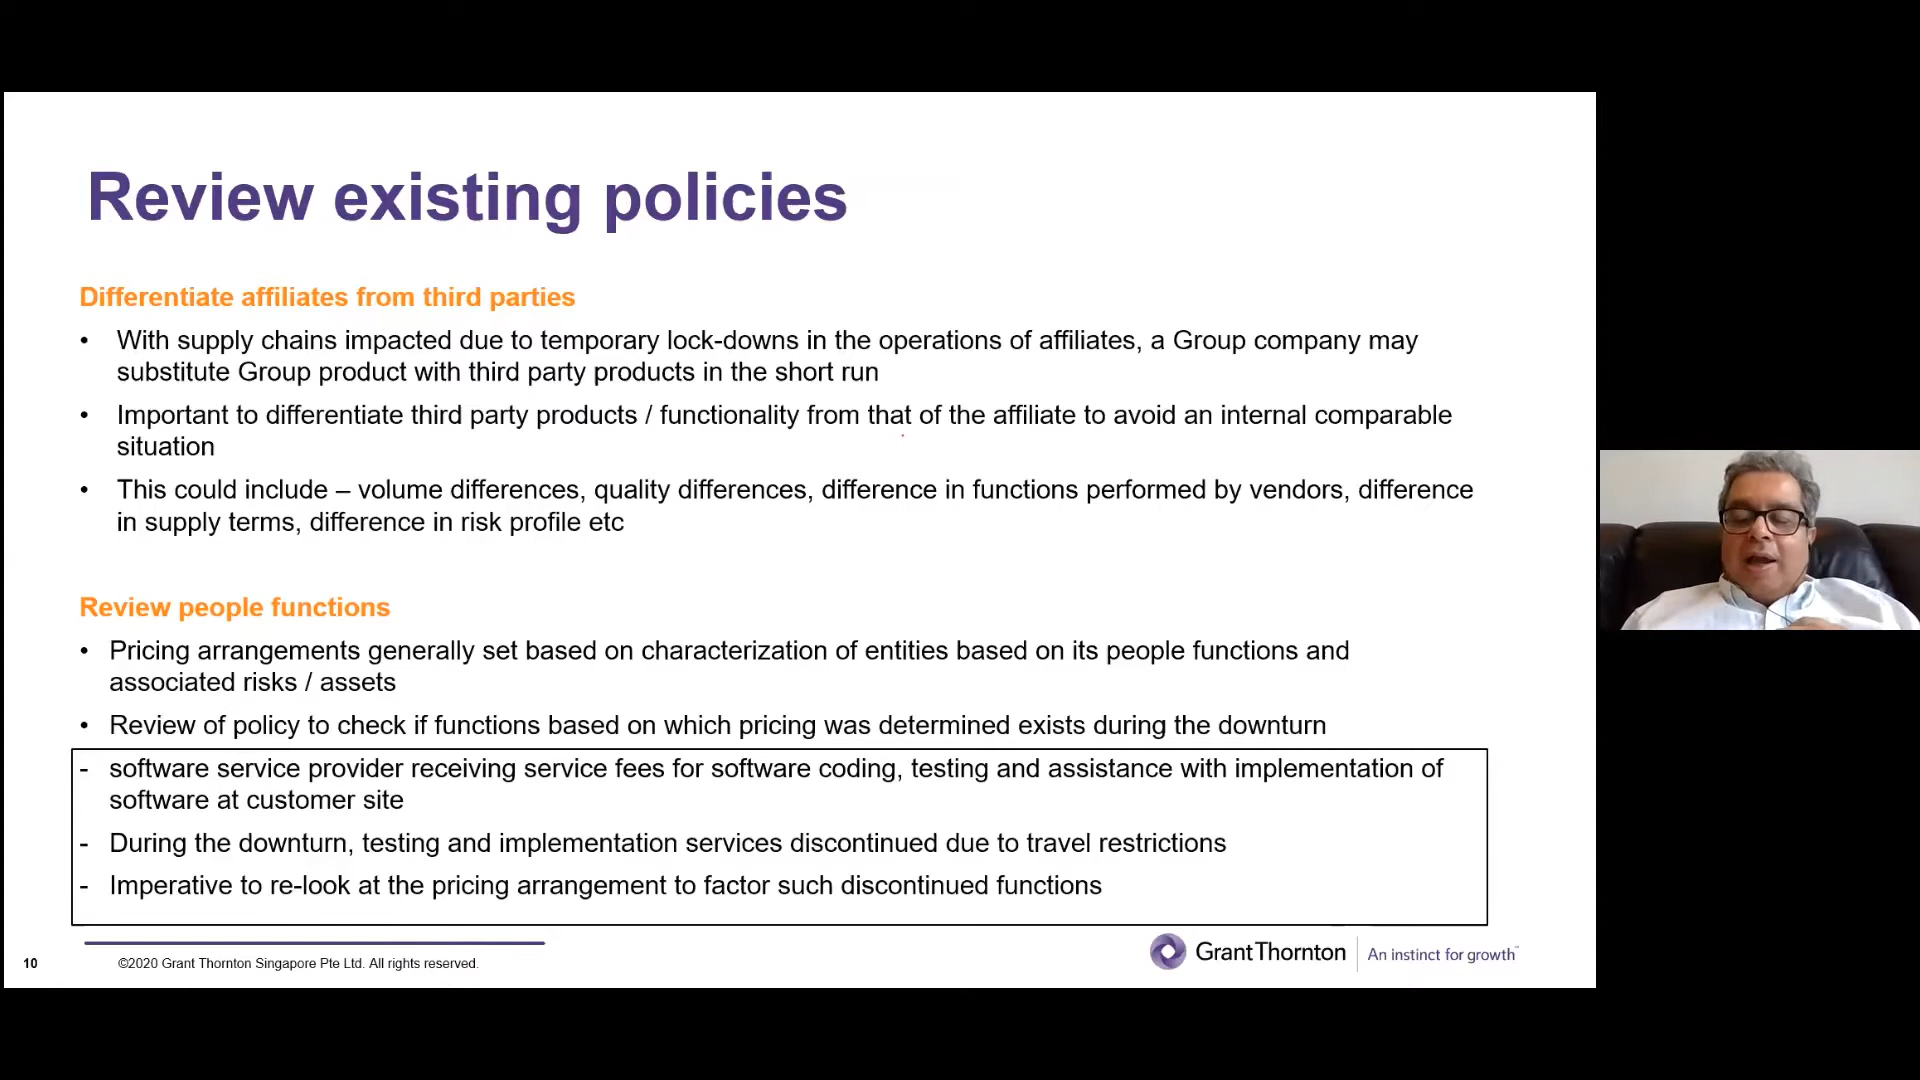 Review existing policies
Differentiate affiliates from third parties
• With supply chains impacted due to temporary lock-downs in the operations of affiliates, a Group company may
substitute Group product with third party products in the short run
• Important to differentiate third party products / functionality from that of the affiliate to avoid an internal comparable
situation
• This could include – volume differences, quality differences, difference in functions performed by vendors, difference
in supply terms, difference in risk profile etc
Review people functions
• Pricing arrangements generally set based on characterization of entities based on its people functions and
associated risks / assets
• Review of policy to check if functions based on which pricing was determined exists during the downturn
- software service provider receiving service fees for software coding, testing and assistance with implementation of
software at customer site
- During the downturn, testing and implementation services discontinued due to travel restrictions
- Imperative to re-look at the pricing arrangement to factor such discontinued functions
10
©2020 Grant Thornton Singapore Pte Ltd. All rights reserved.
GrantThornton
An instinct for growth™